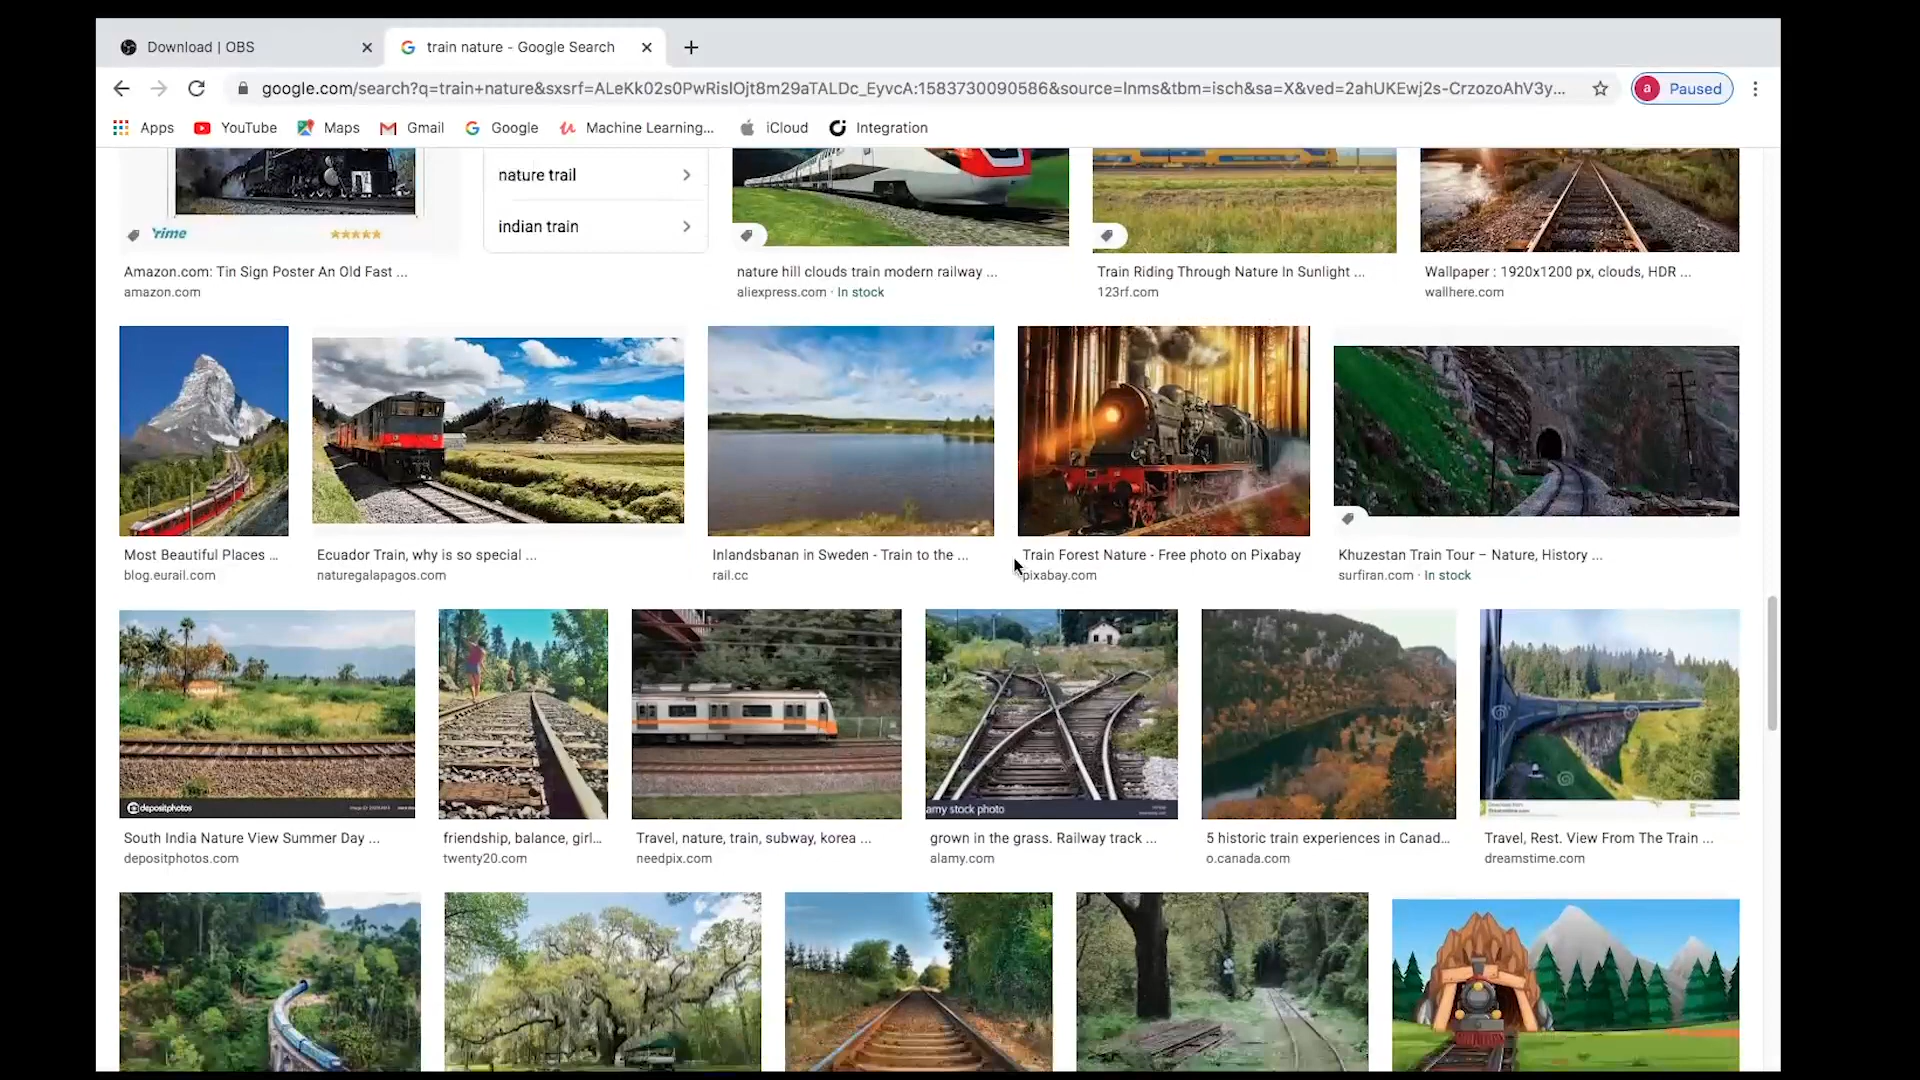 Download | OBS
train nature - Google Search
google.com/search?q=train+nature&sxsrf=ALeKk02s0PwRisIOjt8m29aTALDc_EyvcA:1583730090586&source=lnms&tbm=isch&sa=X&ved=2ahUKEwj2s-CrzozoAhV3y...
a
Paused
Apps
YouTube
Maps
Gmail
Google
Machine Learning...
iCloud
Integration
rime
nature trail
indian train
Amazon.com: Tin Sign Poster An Old Fast ...
amazon.com
nature hill clouds train modern railway ...
aliexpress.com · In stock
Train Riding Through Nature In Sunlight ...
123rf.com
Wallpaper : 1920x1200 px, clouds, HDR ...
wallhere.com
Most Beautiful Places ...
blog.eurail.com
Ecuador Train, why is so special ...
naturegalapagos.com
Inlandsbanan in Sweden - Train to the ...
rail.cc
Train Forest Nature - Free photo on Pixabay
pixabay.com
Khuzestan Train Tour – Nature, History ...
surfiran.com · In stock
depositphotos
amy stock photo
South India Nature View Summer Day ...
depositphotos.com
friendship, balance, girl...
twenty20.com
Travel, nature, train, subway, korea ...
needpix.com
grown in the grass. Railway track ...
alamy.com
5 historic train experiences in Canad...
o.canada.com
Travel, Rest. View From The Train ...
dreamstime.com